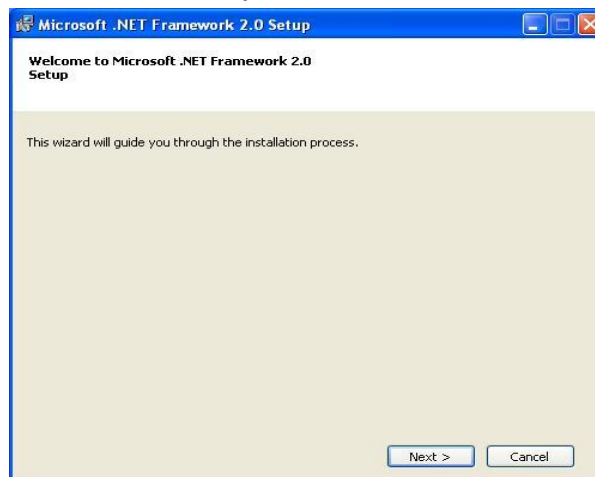 Microsoft .NET Framework 2.0 Setup
Welcome to Microsoft .NET Framework 2.0
Setup
This wizard will guide you through the installation process.
Next >
Cancel